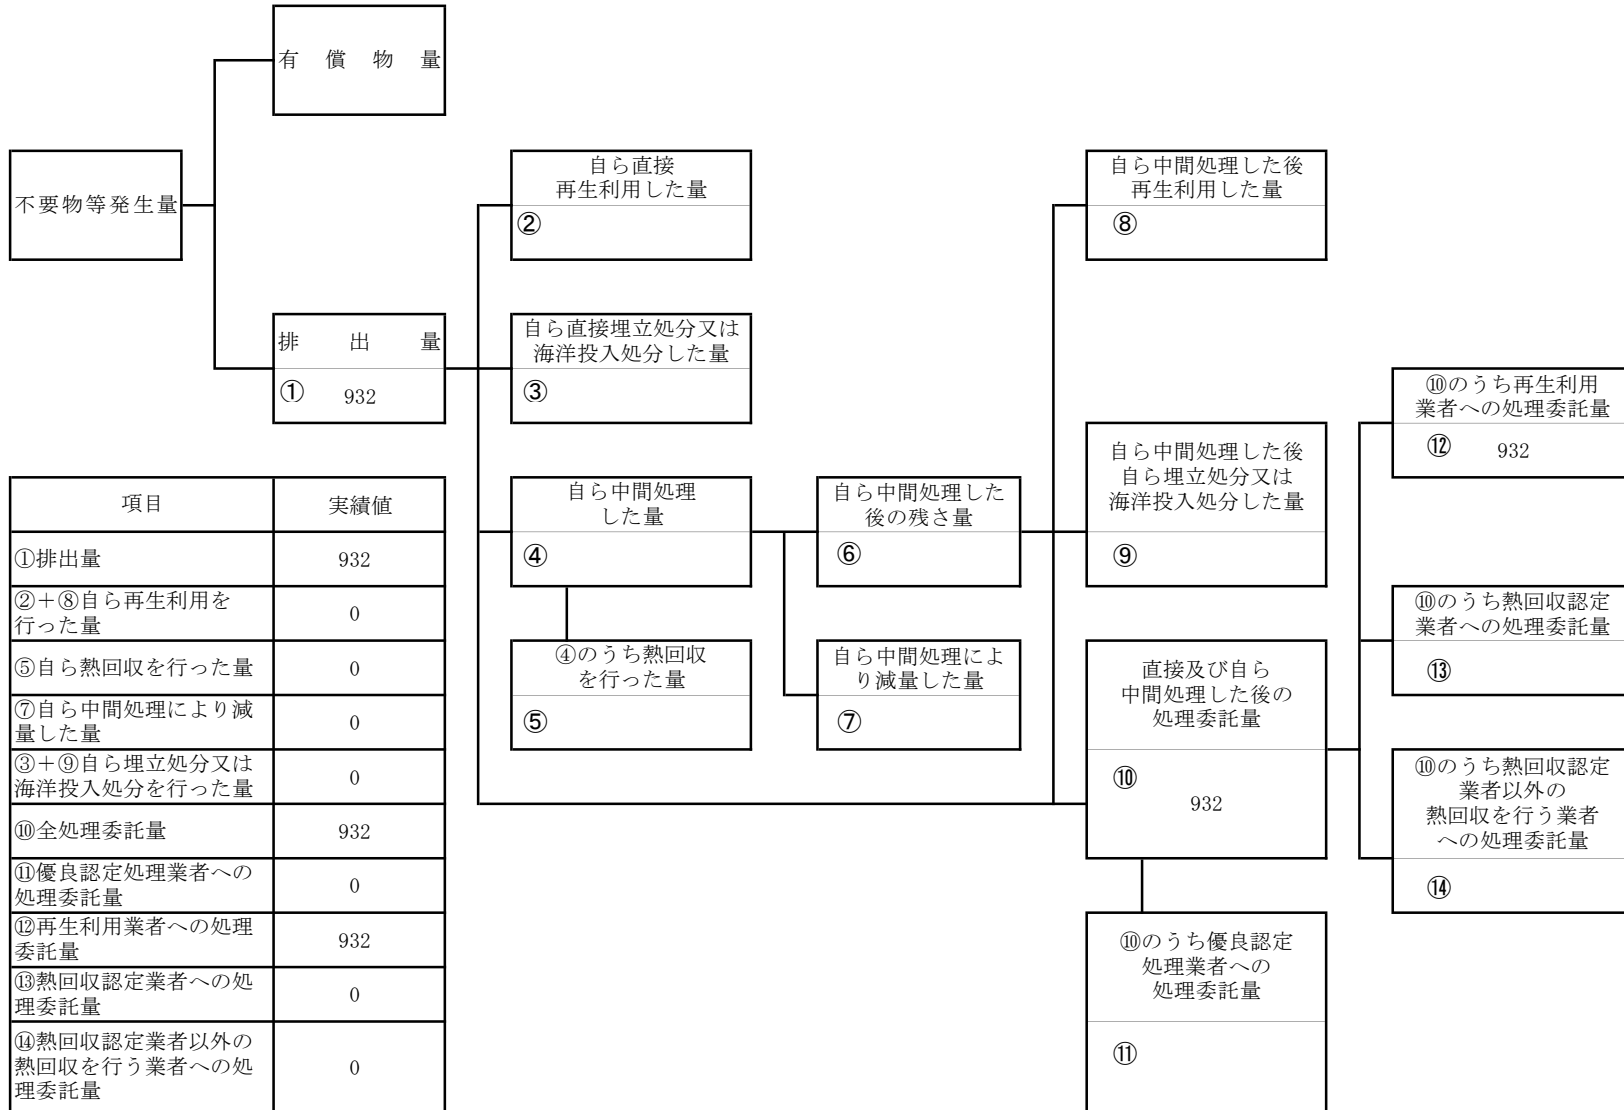 有償物量
不要物等発生量
自ら直接
再生利用した量
②
自ら中間処理した後
再生利用した量
⑧
排出量
① 932
自ら直接埋立処分又は
海洋投入処分した量
③
⑩のうち再生利用
業者への処理委託量
⑫ 932
自ら中間処理した後
自ら埋立処分又は
海洋投入処分した量
⑨
自ら中間処理
した量
④
自ら中間処理した
後の残さ量
⑥
⑩のうち熱回収認定
業者への処理委託量
⑬
④のうち熱回収
を行った量
⑤
自ら中間処理によ
り減量した量
⑦
直接及び自ら
中間処理した後の
処理委託量
⑩
932
⑩のうち熱回収認定
業者以外の
熱回収を行う業者
への処理委託量
⑭
⑩のうち優良認定
処理業者への
処理委託量
⑪
項目 実績値
①排出量 932
②+⑧自ら再生利用を
行った量 0
⑤自ら熱回収を行った量 0
⑦自ら中間処理により減
量した量 0
③+⑨自ら埋立処分又は
海洋投入処分を行った量 0
⑩全処理委託量 932
⑪優良認定処理業者への
処理委託量 0
⑫再生利用業者への処理
委託量 932
⑬熱回収認定業者への処
理委託量 0
⑭熱回収認定業者以外の
熱回収を行う業者への処 0
理委託量